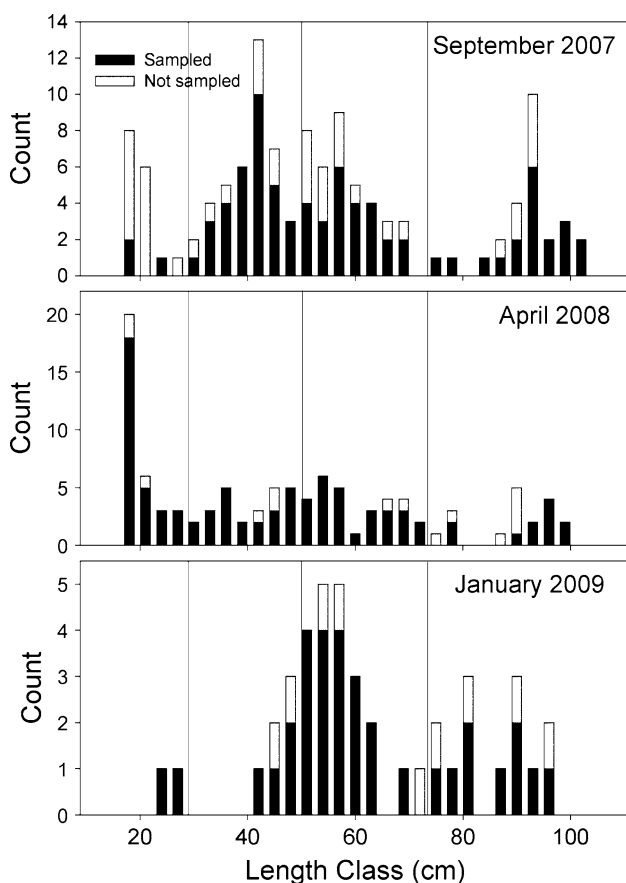 14
12
10
8
6
4
2
0
Count
Sampled
Not sampled
September 2007
20
15
10
5
0
Count
April 2008
5
4
3
2
1
0
Count
January 2009
20 40 60 80 100
Length Class (cm)